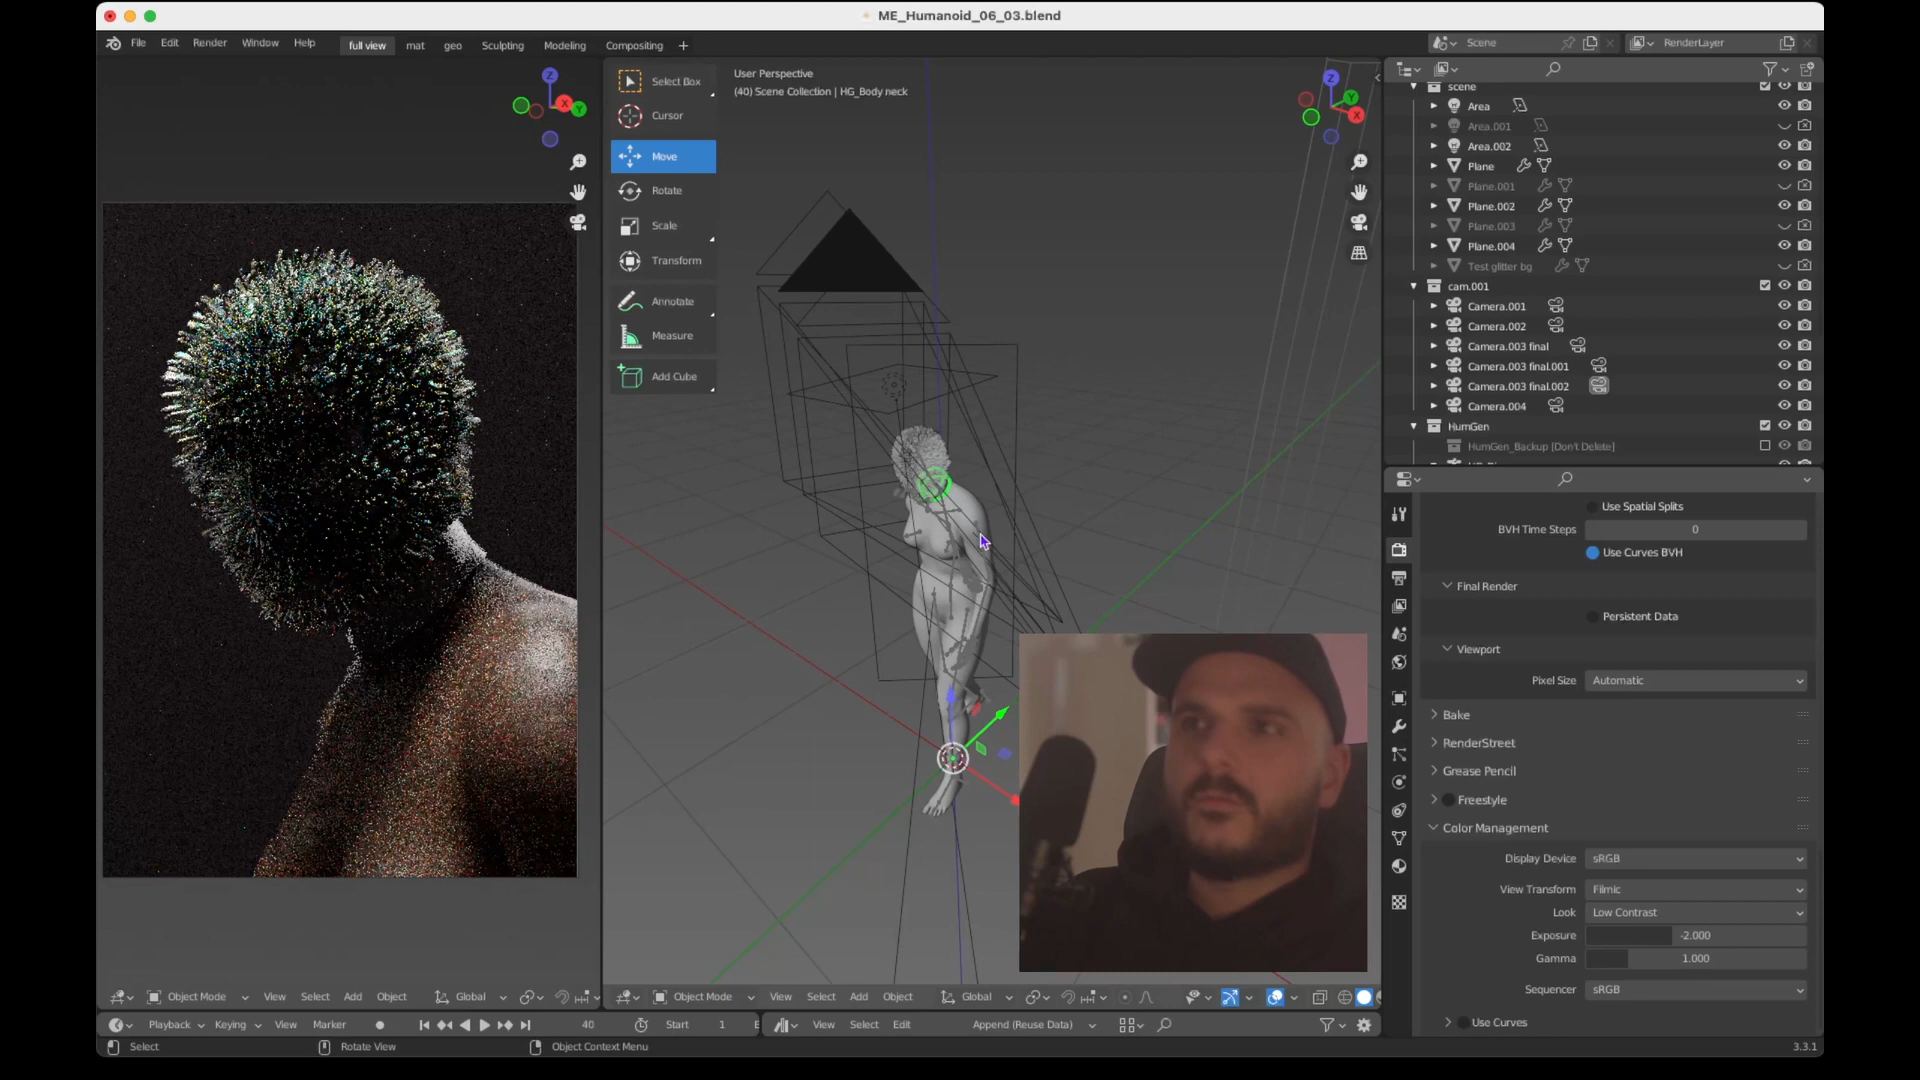 ME_Humanoid_06_03.blend
File Edit Render Window Help full view mat geo Sculpting Modeling Compositing + Scene RenderLayer
Z X Y
Select Box
Cursor
Move
Rotate
Scale
Transform
Annotate
Measure
Add Cube
User Perspective
(40) Scene Collection | HG_Body neck
Z Y X
scene
Area
Area.001
Area.002
Plane
Plane.001
Plane.002
Plane.003
Plane.004
Test glitter bg
cam.001
Camera.001
Camera.002
Camera.003 final
Camera.003 final.001
Camera.003 final.002
Camera.004
HumGen
HumGen_Backup [Don't Delete]
Use Spatial Splits
BVH Time Steps 0
Use Curves BVH
Final Render
Persistent Data
Viewport
Pixel Size Automatic
Bake
RenderStreet
Grease Pencil
Freestyle
Color Management
Display Device sRGB
View Transform Filmic
Look Low Contrast
Exposure -2.000
Gamma 1.000
Sequencer sRGB
Use Curves
Object Mode View Select Add Object Global
Object Mode View Select Add Object Global
Playback Keying View Marker 40 Start 1 E
View Select Edit Append (Reuse Data)
Select Rotate View Object Context Menu 3.3.1